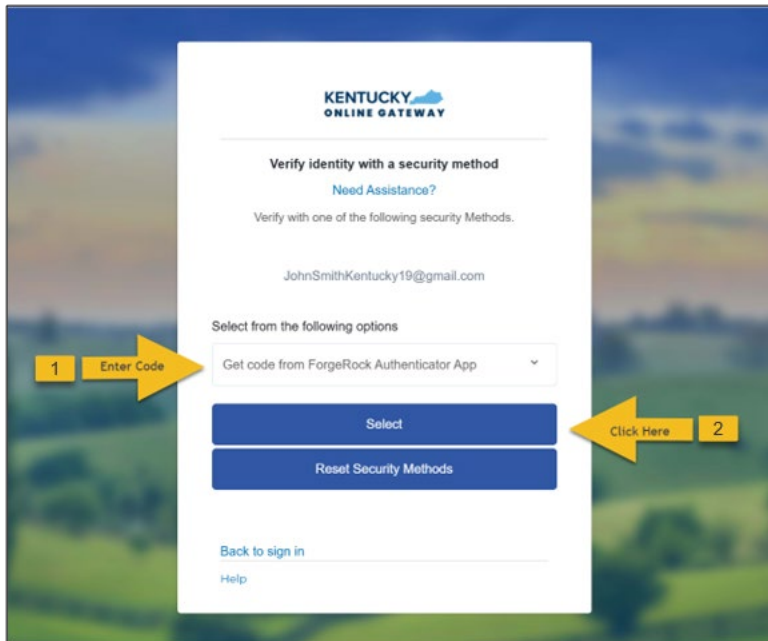 KENTUCKY
ONLINE GATEWAY
Verify identity with a security method
Need Assistance?
Verify with one of the following security Methods.
JohnSmithKentucky19@gmail.com
Select from the following options
1 Enter Code
Get code from ForgeRock Authenticator App
Select
Click Here 2
Reset Security Methods
Back to sign in
Help